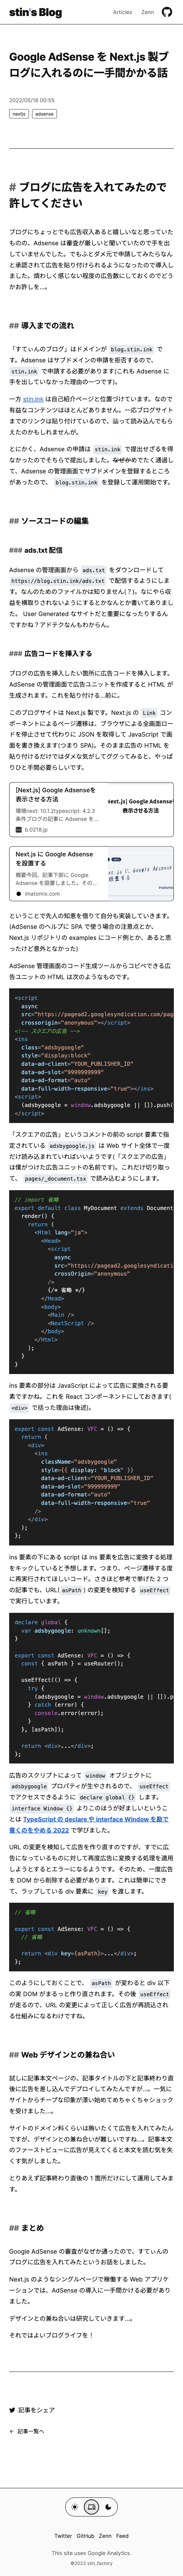 stin's Blog
Articles
Zenn
Google AdSense を Next.js 製ブ
ログに入れるのに一手間かかる話
2022/05/16 00:55
nextjs
adsense
# ブログに広告を入れてみたので
許してください
ブログにちょっとでも広告収入あると嬉しいなと思っていた
ものの、Adsense は審査が厳しいと聞いていたので手を出
していませんでした。でもふとダメ元で申請してみたらなん
と承認されて広告を貼り付けられるようになったので導入し
ました。煩わしく感じない程度の広告数にしておくのでどう
かお許しを…。
## 導入までの流れ
「すてぃんのブログ」はドメインが blog.stin.ink で
す。Adsense はサブドメインの申請を拒否するので、
stin.ink で申請する必要があります(これも Adsense に
手を出していなかった理由の一つです)。
一方 stin.ink は自己紹介ページと位置づけています。なので
有益なコンテンツはほとんどありません。一応ブログサイト
までのリンクは貼り付けているので、辿って承認し踏んでもら
えたのかもしれませんが。
とにかく、Adsense の申請は stin.ink で提出せざるを得
なかったのでそちらで提出しました。なぜかめでたく通過し
て、Adsense の管理画面でサブドメインを登録するところ
があったので、 blog.stin.ink を登録して運用開始です。
## ソースコードの編集
### ads.txt 配信
Adsense の管理画面から ads.txt をダウンロードして
https://blog.stin.ink/ads.txt で配信するようにしま
す。なんのためのファイルかは知りません( ? )。なにやら収
益を横取りされないようにするとかなんとか書いてありまし
た。 User Generated なサイトだと重要になったりするん
ですかね？アドテクなんもわからん。
### 広告コードを挿入する
ブログの広告を挿入したい箇所に広告コードを挿入します。
AdSense の管理画面で広告ユニットを作成すると HTML が
生成されます。これを貼り付ける…前に。
このブログサイトは Next.js 製です。Next.js の Link コン
ポーネントによるページ遷移は、ブラウザによる全画面ロー
ドを停止させて代わりに JSON を取得して JavaScript で画
面を書き換えます(つまり SPA)。そのまま広告の HTML を
貼り付けただけではダメな気がしてググってみると、やっぱ
りひと手間必要らしいです。
[Next.js] Google Adsenseを
表示させる方法
環境next: 10.1.2typescript: 4.2.3
条件ブログの記事に Adsense を...
b.0218.jp
Next.js] Google Adsense
表示させる方法
Next.js に Google Adsense
を設置する
概要今回、記事下部に Google
Adsense を設置しました。その...
inatomix.com
ということで先人の知恵を借りて自分も実装していきます。
(AdSense のヘルプに SPA で使う場合の注意点とか、
Next.js リポジトリの examples にコード例とか、あると思
ったけど意外となかった)
AdSense 管理画面のコード生成ツールからコピペできる広
告ユニットの HTML は次のようなものです。
<script
async
src="https://pagead2.googlesyndication.com/pag
crossorigin="anonymous"></script>
<!-- スクエアの広告 -->
<ins
class="adsbygoogle"
style="display:block"
data-ad-client="YOUR_PUBLISHER_ID"
data-ad-slot="9999999999"
data-ad-format="auto"
data-full-width-responsive="true"></ins>
<script>
(adsbygoogle = window.adsbygoogle || []).push(
</script>
「スクエアの広告」というコメントの前の script 要素で指
定されている adsbygoogle.js は Web サイト全体で一度
だけ読み込まれていればいいようです(「スクエアの広告」
は僕がつけた広告ユニットの名前です)。これだけ切り取っ
て、 pages/_document.tsx で読み込むようにします。
// import 省略
export default class MyDocument extends Document
render() {
return (
<Html lang="ja">
<Head>
<script
async
src="https://pagead2.googlesyndicati
crossOrigin="anonymous"
/>
{/* 省略 */}
</Head>
<body>
<Main />
<NextScript />
</body>
</Html>
);
}
}
ins 要素の部分は JavaScript によって広告に変換される要
素ですかね。これを React コンポーネントにしておきます(
<div> で括った理由は後述)。
export const AdSense: VFC = () => {
return (
<div>
<ins
className="adsbygoogle"
style={{ display: "block" }}
data-ad-client="YOUR_PUBLISHER_ID"
data-ad-slot="9999999999"
data-ad-format="auto"
data-full-width-responsive="true"
/>
</div>
);
};
ins 要素の下にある script は ins 要素を広告に変換する処理
をキックしていると予想します。つまり、ページ遷移する度
に再実行されてほしいコードです。さきほど参考で挙げた 2 つ
の記事でも、URL( asPath ) の変更を検知する useEffect
で実行しています。
declare global {
var adsbygoogle: unknown[];
}
export const AdSense: VFC = () => {
const { asPath } = useRouter();
useEffect(() => {
try {
(adsbygoogle = window.adsbygoogle || []).p
} catch (error) {
console.error(error);
}
}, [asPath]);
return <div>...</div>;
};
広告のスクリプトによって window オブジェクトに
adsbygoogle プロパティが生やされるので、 useEffect
でアクセスできるように declare global {} します。
interface Window {} よりこのほうが好ましいというこ
とは TypeScript の declare や interface Window を勘で
書くのをやめる 2022 で学びました。
URL の変更を検知して広告を作り直すのですが、すでに広告
になっているものに対して再度広告に変換する処理を適用し
ようとするとエラーになるようです。そのため、一度広告
を DOM から削除する必要があります。これは簡単にでき
て、ラップしている div 要素に key を渡します。
// 省略
export const AdSense: VFC = () => {
// 省略
return <div key={asPath}>...</div>;
};
このようにしておくことで、 asPath が変わると div 以下
の実 DOM がまるっと作り直されます。その後 useEffect
が走るので、URL の変更によって正しく広告が再読込され
る仕組みになるわけですね。
## Web デザインとの兼ね合い
試しに記事本文ページの、記事タイトルの下と記事終わり直
後に広告を差し込んでデプロイしてみたんですが…。一気に
サイトからチープな印象が漂い始めてめちゃくちゃショック
を受けました…。
サイトのドメイン料くらいは賄いたくて広告を入れてみたん
ですが、デザインとの兼ね合いが難しいですね…。記事本文
のファーストビューに広告が見えてくると本文を読む気を失
くす気がしました。
とりあえず記事終わり直後の 1 箇所だけにして運用してみま
す。
## まとめ
Google AdSense の審査がなぜか通ったので、すてぃんの
ブログに広告を入れてみたというお話をしました。
Next.js のようなシングルページで稼働する Web アプリケ
ーションでは、AdSense の導入に一手間かける必要があり
ました。
デザインとの兼ね合いは研究していきます…。
それではよいブログライフを！
記事をシェア
← 記事一覧へ
Twitter GitHub Zenn Feed
This site uses Google Analytics.
©2023 stin_factory